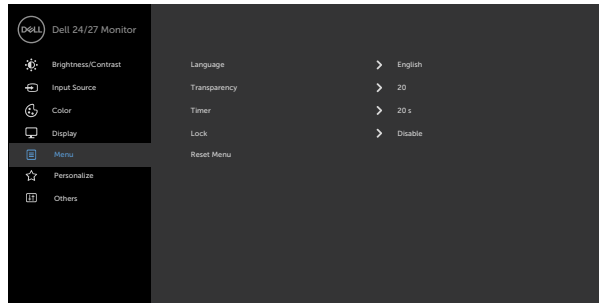 DELL Dell 24/27 Monitor
Brightness/Contrast Language English
Input Source Transparency 20
Color Timer 20 s
Display Lock Disable
Menu Reset Menu
Personalize
Others